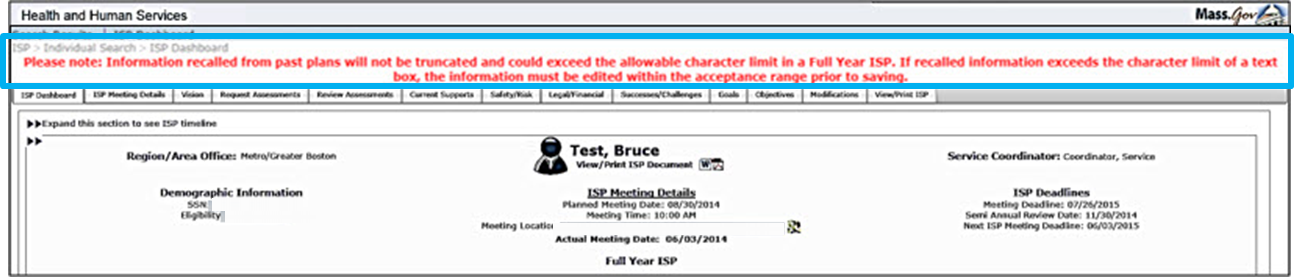 Health and Human Services
Mass.Gov
Search Results | ISP Dashboard
ISP > Individual Search > ISP Dashboard
Please note: Information recalled from past plans will not be truncated and could exceed the allowable character limit in a Full Year ISP. If recalled information exceeds the character limit of a text
box, the information must be edited within the acceptance range prior to saving.
ISP Dashboard ISP Meeting Details Vision Request Assessments Review Assessments Current Supports Safety/Risk Legal/Financial Successes/Challenges Goals Objectives Modifications View/Print ISP
Expand this section to see ISP timeline
Region/Area Office: Metro/Greater Boston
Test, Bruce
View/Print ISP Document
Service Coordinator: Coordinator, Service
Demographic Information
SSN:
Eligibility
ISP Meeting Details
Planned Meeting Date: 08/30/2014
Meeting Time: 10:00 AM
Meeting Location
Actual Meeting Date: 06/03/2014
Full Year ISP
ISP Deadlines
Meeting Deadline: 07/26/2015
Semi Annual Review Date: 11/30/2014
Next ISP Meeting Deadline: 06/03/2015